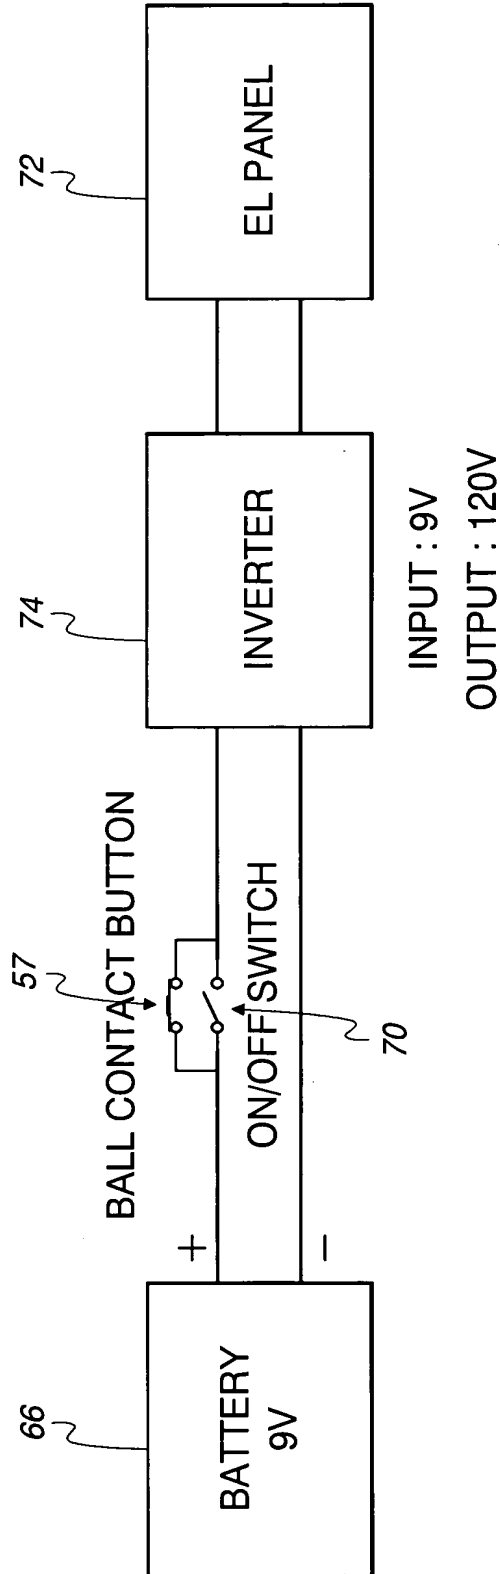 66
BATTERY
9V
+
−
BALL CONTACT BUTTON
57
ON/OFF SWITCH
70
74
INVERTER
INPUT : 9V
OUTPUT : 120V
72
EL PANEL